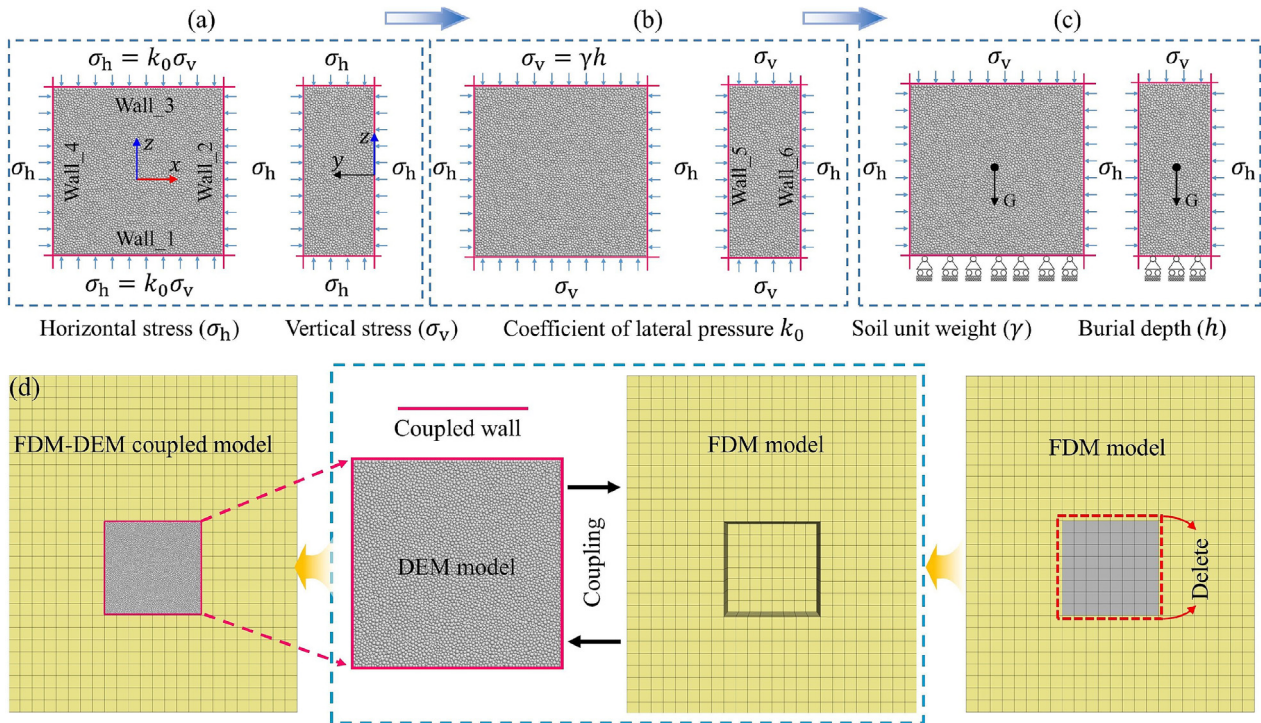 (a)
(b)
(c)
σh = k0σv
σh
σv = γh
σv
σv
σv
Wall_3
Wall_4
Wall_2
z
x
Wall_1
σh
σh
z
y
σh
σh
σh
σh
Wall_5
Wall_6
σh
σh
σh
σh
σh
G
G
σh = k0σv
σh
σv
σv
Horizontal stress (σh)
Vertical stress (σv)
Coefficient of lateral pressure k0
Soil unit weight (γ)
Burial depth (h)
(d)
FDM-DEM coupled model
Coupled wall
DEM model
Coupling
FDM model
FDM model
Delete